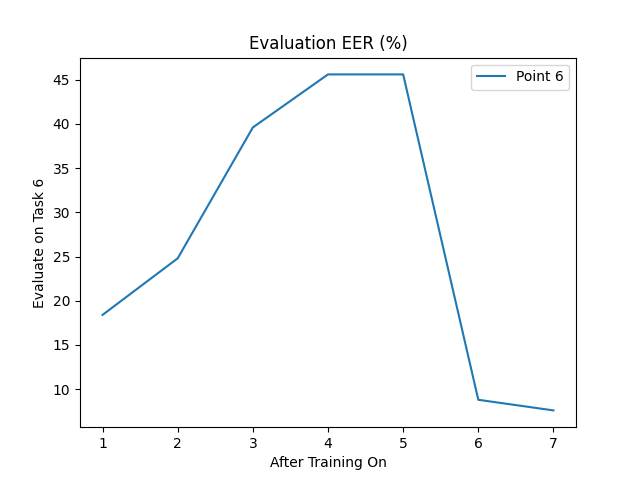 Evaluation EER (%)
Point 6
45
40
35
30
25
20
15
10
Evaluate on Task 6
1 2 3 4 5 6 7
After Training On